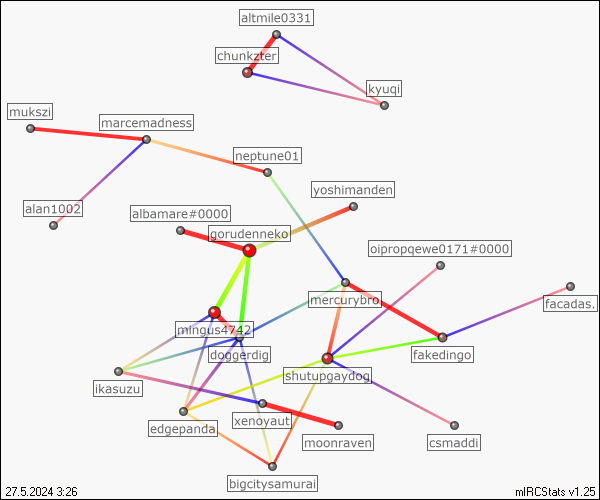 altmile0331
chunkzter
kyuqi
mukszi
marcemadness
neptune01
yoshimanden
alan1002
albamare#0000
gorudenneko
oipropqewe0171#0000
mercurybro
facadas.
mingus4742
doggerdig
fakedingo
shutupgaydog
ikasuzu
xenoyaut
edgepanda
moonraven
csmaddi
bigcitysamurai
27.5.2024 3:26
mIRCStats v1.25